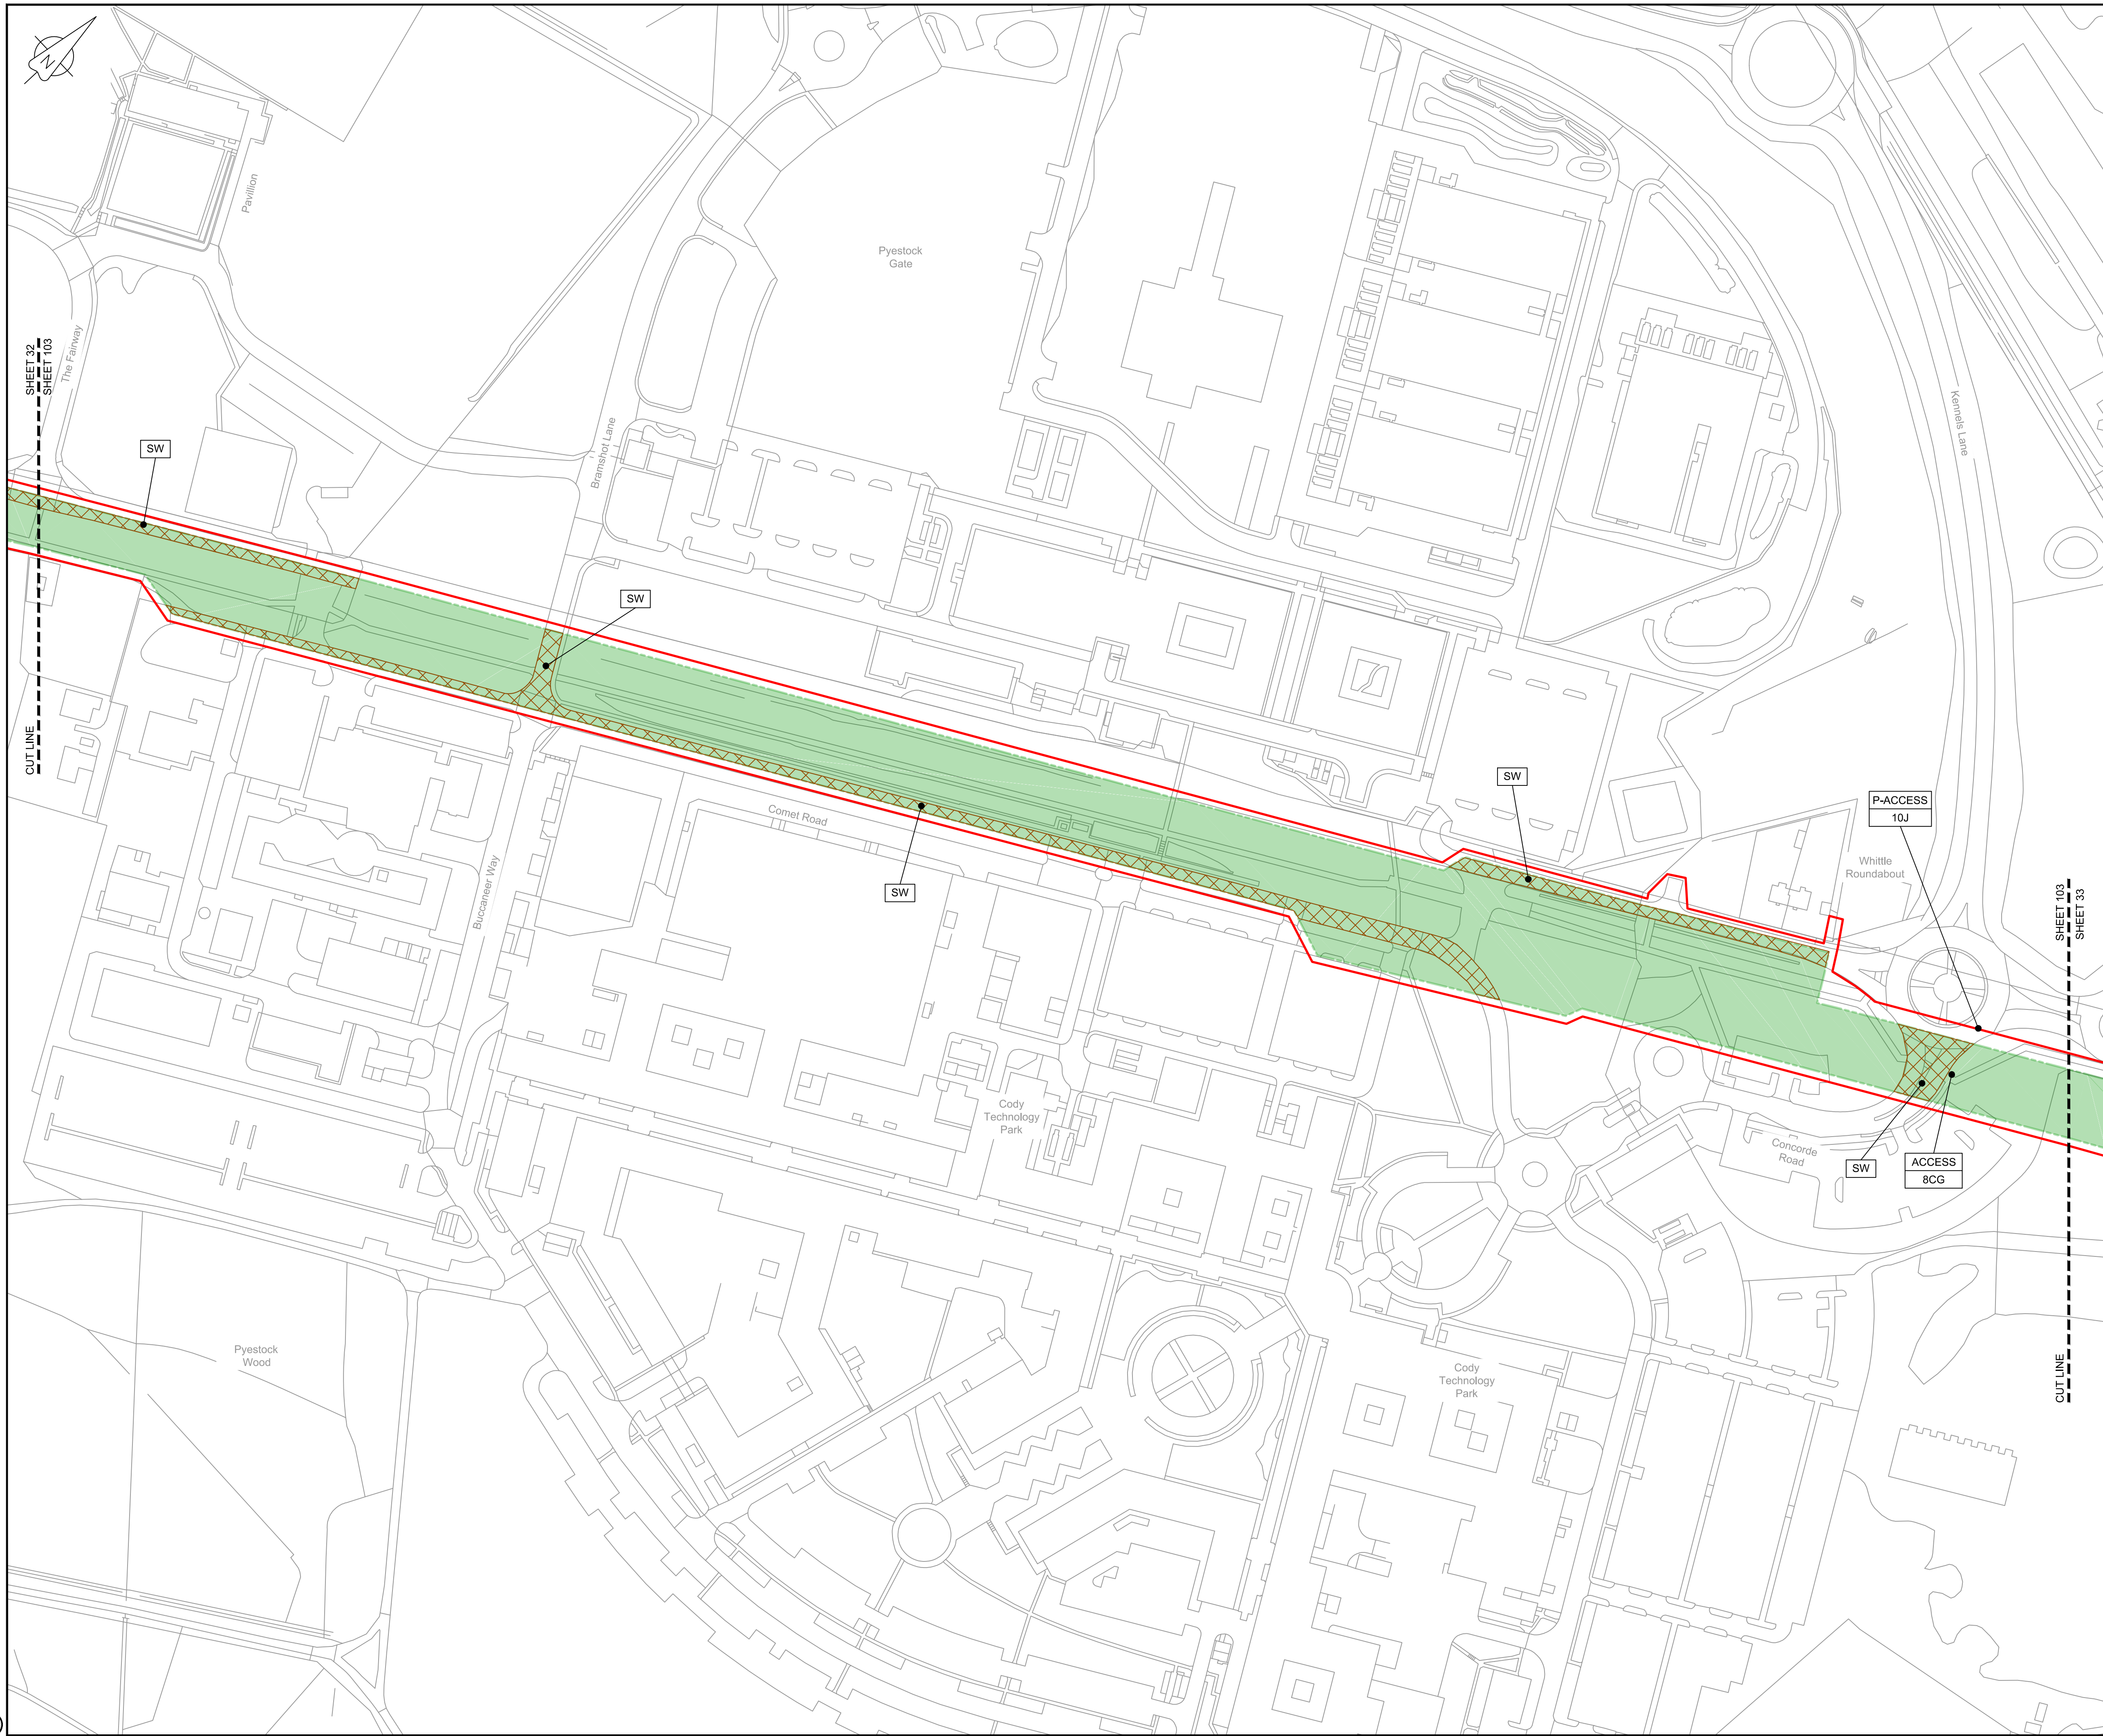 N
Pavillion
Pyestock
Gate
SHEET 32
SHEET 103
The Fairway
Kennels Lane
Bramshot Lane
SW
SW
CUT LINE
SW
P-ACCESS
10J
Comet Road
Whittle
Roundabout
SW
Buccaneer Way
SHEET 103
SHEET 33
Cody
Technology
Park
Concorde
Road
SW
ACCESS
8CG
Pyestock
Wood
Cody
Technology
Park
CUT LINE